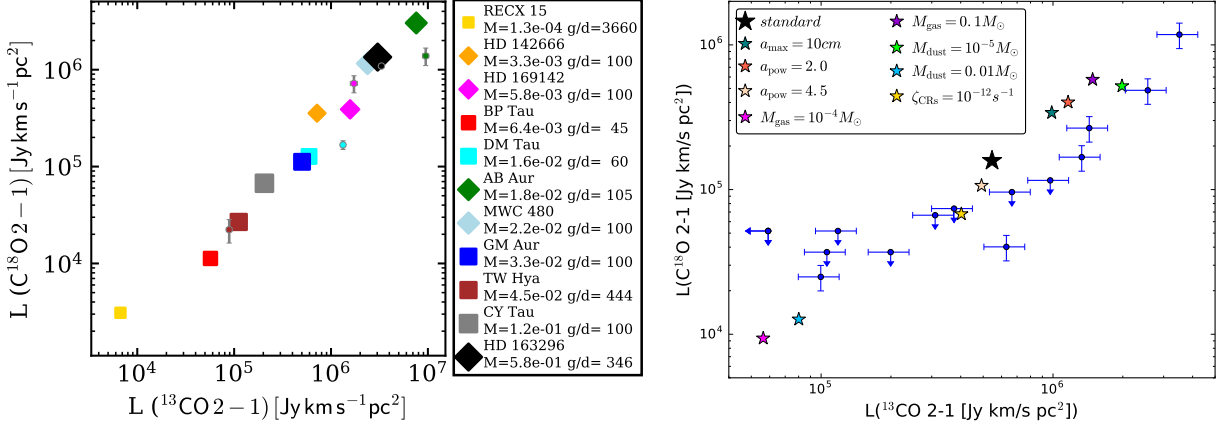 L (C¹⁸O 2−1) [Jy km s⁻¹ pc²]
10⁶
10⁵
10⁴
10⁴ 10⁵ 10⁶ 10⁷
L (¹³CO 2−1) [Jy km s⁻¹ pc²]
RECX 15
M=1.3e-04 g/d=3660
HD 142666
M=3.3e-03 g/d= 100
HD 169142
M=5.8e-03 g/d= 100
BP Tau
M=6.4e-03 g/d= 45
DM Tau
M=1.6e-02 g/d= 60
AB Aur
M=1.8e-02 g/d= 105
MWC 480
M=2.2e-02 g/d= 100
GM Aur
M=3.3e-02 g/d= 100
TW Hya
M=4.5e-02 g/d= 444
CY Tau
M=1.2e-01 g/d= 100
HD 163296
M=5.8e-01 g/d= 346
L(C¹⁸O 2-1 [Jy km/s pc²])
10⁶
10⁵
10⁴
standard
a_max = 10cm
a_pow = 2.0
a_pow = 4.5
M_gas = 10⁻⁴M⊙
M_gas = 0.1M⊙
M_dust = 10⁻⁵M⊙
M_dust = 0.01M⊙
ζ_CRs = 10⁻¹²s⁻¹
10⁵ 10⁶
L(¹³CO 2-1 [Jy km/s pc²])